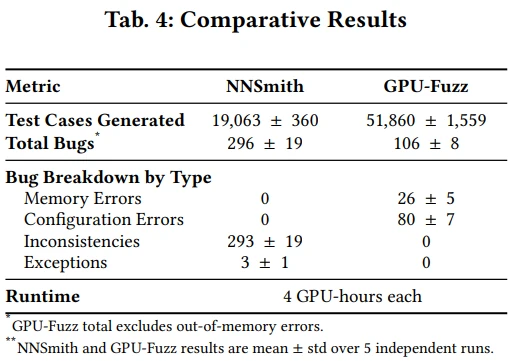 Tab. 4: Comparative Results
Metric NNSmith GPU-Fuzz
Test Cases Generated 19,063 ± 360 51,860 ± 1,559
Total Bugs* 296 ± 19 106 ± 8
Bug Breakdown by Type
Memory Errors 0 26 ± 5
Configuration Errors 0 80 ± 7
Inconsistencies 293 ± 19 0
Exceptions 3 ± 1 0
Runtime 4 GPU-hours each
*GPU-Fuzz total excludes out-of-memory errors.
**NNSmith and GPU-Fuzz results are mean ± std over 5 independent runs.